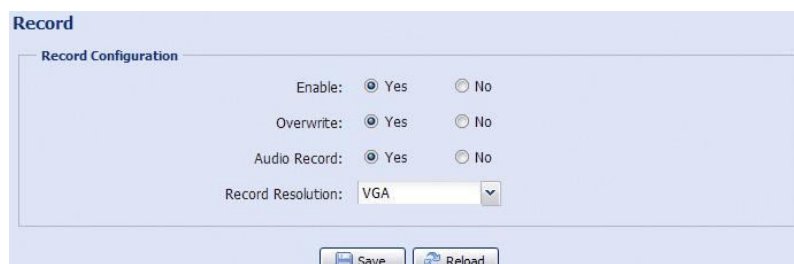 Record
Record Configuration
Enable: Yes No
Overwrite: Yes No
Audio Record: Yes No
Record Resolution: VGA
Save Reload